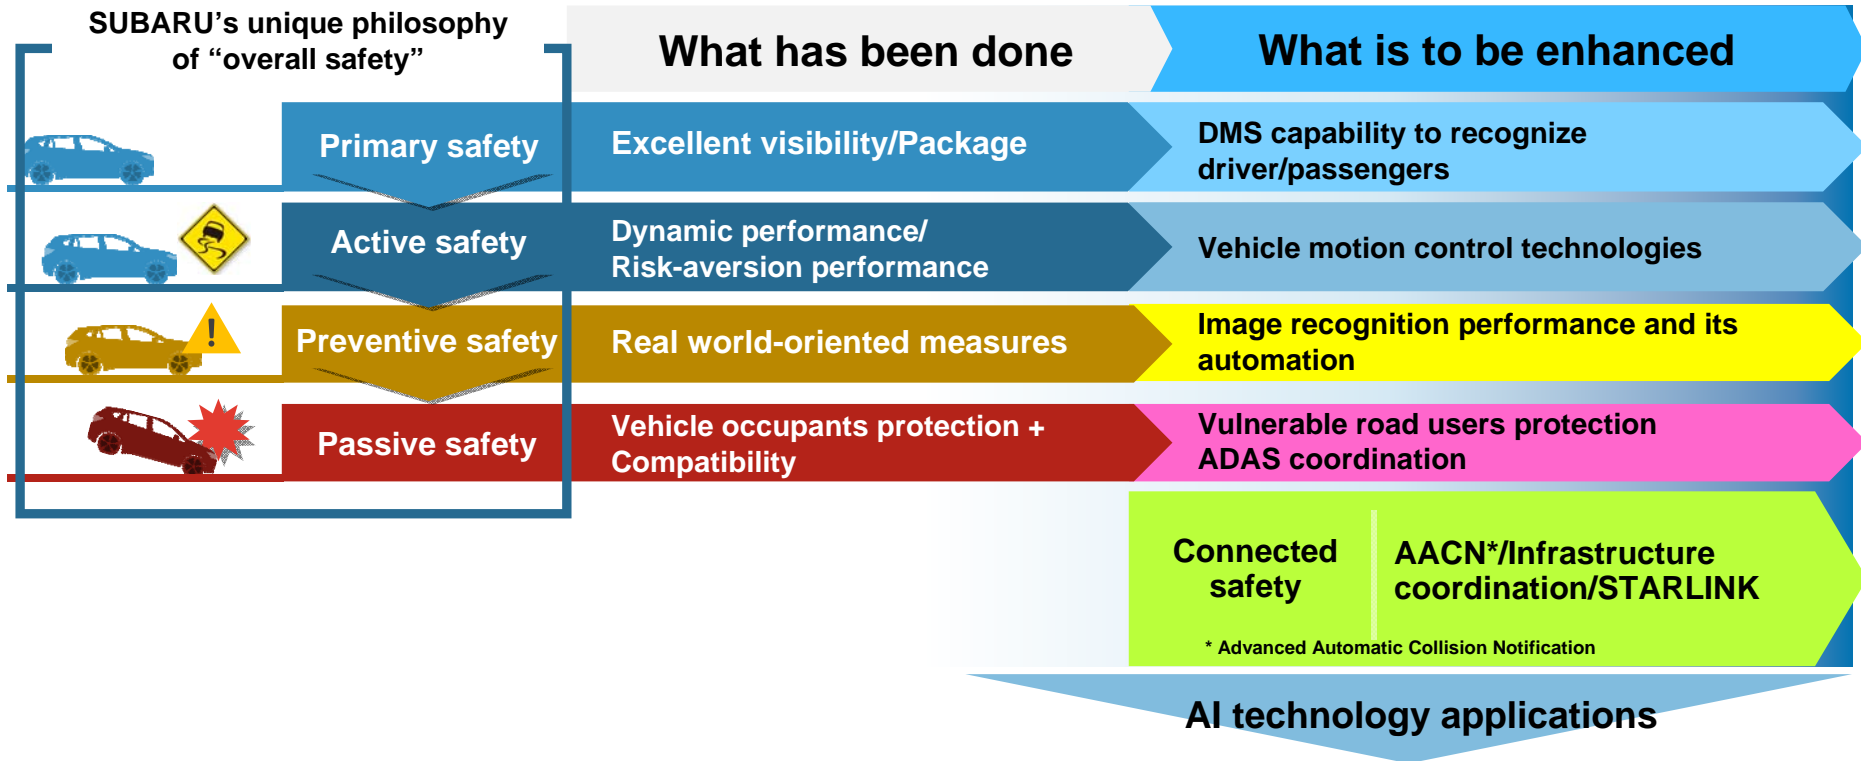 SUBARU's unique philosophy
of “overall safety”
What has been done
What is to be enhanced
Primary safety
Excellent visibility/Package
DMS capability to recognize
driver/passengers
Active safety
Dynamic performance/
Risk-aversion performance
Vehicle motion control technologies
!
Preventive safety
Real world-oriented measures
Image recognition performance and its
automation
Passive safety
Vehicle occupants protection +
Compatibility
Vulnerable road users protection
ADAS coordination
Connected
safety
AACN*/Infrastructure
coordination/STARLINK
* Advanced Automatic Collision Notification
AI technology applications